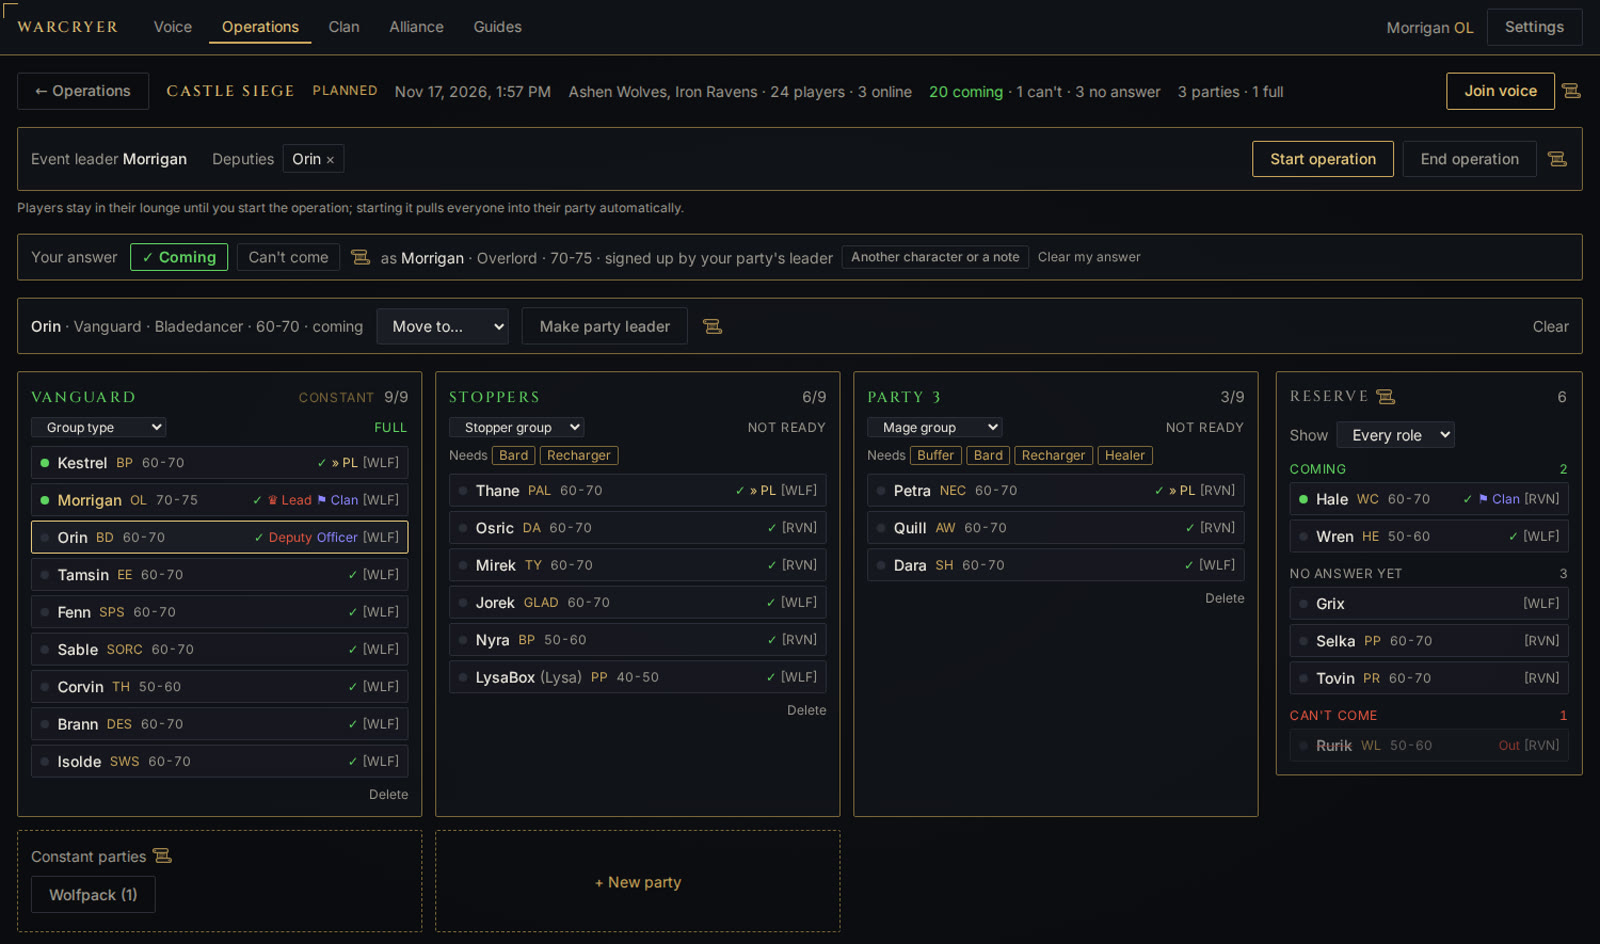 WARCRYER Voice Operations Clan Alliance Guides Morrigan OL Settings
← Operations CASTLE SIEGE PLANNED Nov 17, 2026, 1:57 PM Ashen Wolves, Iron Ravens · 24 players · 3 online 20 coming · 1 can't · 3 no answer 3 parties · 1 full Join voice
Event leader Morrigan Deputies Orin × Start operation End operation
Players stay in their lounge until you start the operation; starting it pulls everyone into their party automatically.
Your answer ✓ Coming Can't come as Morrigan · Overlord · 70-75 · signed up by your party's leader Another character or a note Clear my answer
Orin · Vanguard · Bladedancer · 60-70 · coming Move to... Make party leader Clear
VANGUARD CONSTANT 9/9
Group type FULL
Kestrel BP 60-70 ✓ » PL [WLF]
Morrigan OL 70-75 ✓ ♛ Lead ⚑ Clan [WLF]
Orin BD 60-70 ✓ Deputy Officer [WLF]
Tamsin EE 60-70 ✓ [WLF]
Fenn SPS 60-70 ✓ [WLF]
Sable SORC 60-70 ✓ [WLF]
Corvin TH 50-60 ✓ [WLF]
Brann DES 60-70 ✓ [WLF]
Isolde SWS 60-70 ✓ [WLF]
Delete
STOPPERS 6/9
Stopper group NOT READY
Needs Bard Recharger
Thane PAL 60-70 ✓ » PL [WLF]
Osric DA 60-70 ✓ [RVN]
Mirek TY 60-70 ✓ [RVN]
Jorek GLAD 60-70 ✓ [WLF]
Nyra BP 50-60 ✓ [RVN]
LysaBox (Lysa) PP 40-50 ✓ [WLF]
Delete
PARTY 3 3/9
Mage group NOT READY
Needs Buffer Bard Recharger Healer
Petra NEC 60-70 ✓ » PL [RVN]
Quill AW 60-70 ✓ [RVN]
Dara SH 60-70 ✓ [WLF]
Delete
RESERVE 6
Show Every role
COMING 2
Hale WC 60-70 ✓ ⚑ Clan [RVN]
Wren HE 50-60 ✓ [WLF]
NO ANSWER YET 3
Grix [WLF]
Selka PP 60-70 [RVN]
Tovin PR 60-70 [RVN]
CAN'T COME 1
Rurik WL 50-60 Out [RVN]
Constant parties
Wolfpack (1)
+ New party